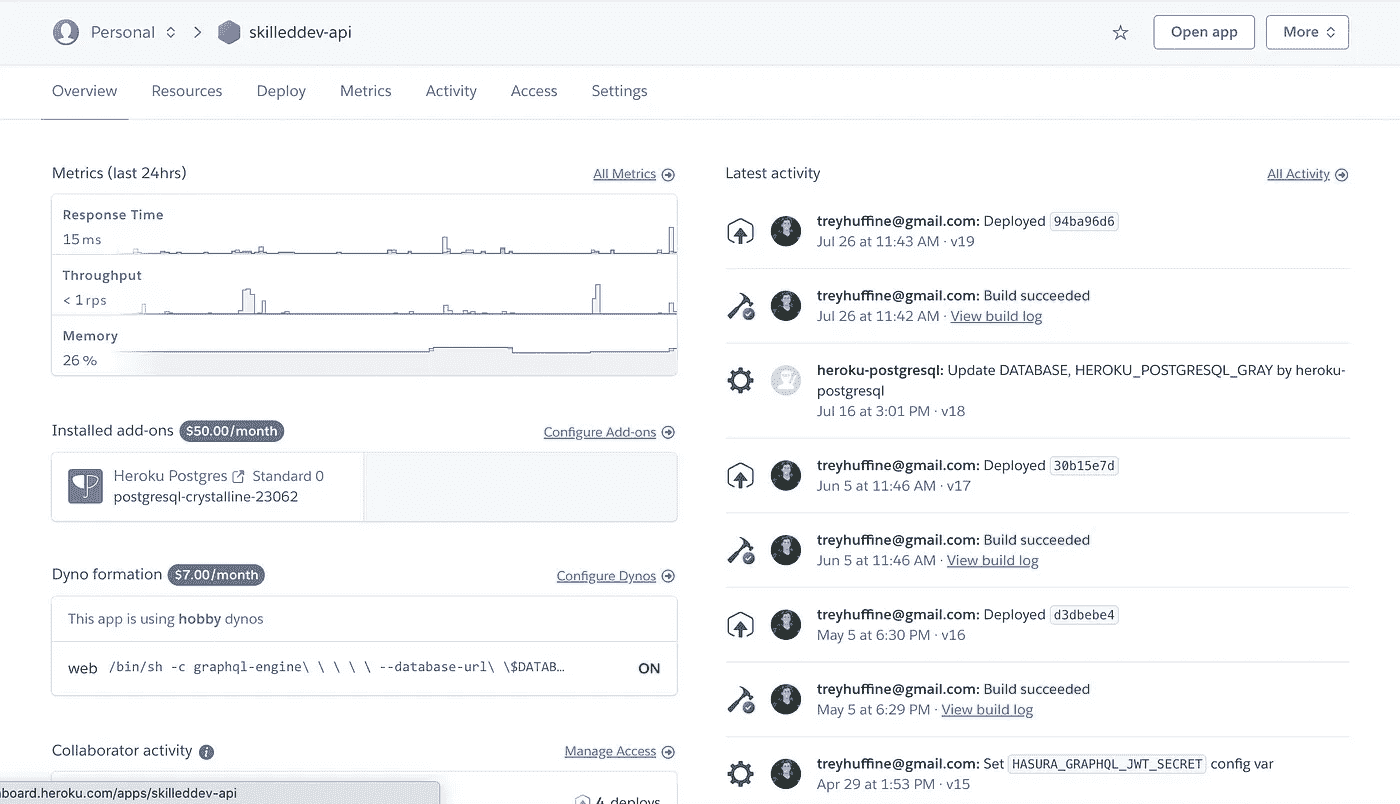 Personal skilleddev-api
Open app
More
Overview Resources Deploy Metrics Activity Access Settings
Metrics (last 24hrs)
All Metrics
Response Time
15 ms
Throughput
< 1 rps
Memory
26 %
Installed add-ons $50.00/month
Configure Add-ons
Heroku Postgres Standard 0
postgresql-crystalline-23062
Dyno formation $7.00/month
Configure Dynos
This app is using hobby dynos
web /bin/sh -c graphql-engine\ \ \ \ \ --database-url\ \$DATAB… ON
Collaborator activity
Manage Access
4 deploys
board.heroku.com/apps/skilleddev-api
Latest activity
All Activity
treyhuffine@gmail.com: Deployed 94ba96d6
Jul 26 at 11:43 AM · v19
treyhuffine@gmail.com: Build succeeded
Jul 26 at 11:42 AM · View build log
heroku-postgresql: Update DATABASE, HEROKU_POSTGRESQL_GRAY by heroku-
postgresql
Jul 16 at 3:01 PM · v18
treyhuffine@gmail.com: Deployed 30b15e7d
Jun 5 at 11:46 AM · v17
treyhuffine@gmail.com: Build succeeded
Jun 5 at 11:46 AM · View build log
treyhuffine@gmail.com: Deployed d3dbebe4
May 5 at 6:30 PM · v16
treyhuffine@gmail.com: Build succeeded
May 5 at 6:29 PM · View build log
treyhuffine@gmail.com: Set HASURA_GRAPHQL_JWT_SECRET config var
Apr 29 at 1:53 PM · v15